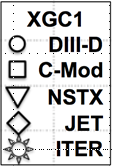 XGC1
DIII-D
C-Mod
NSTX
JET
ITER